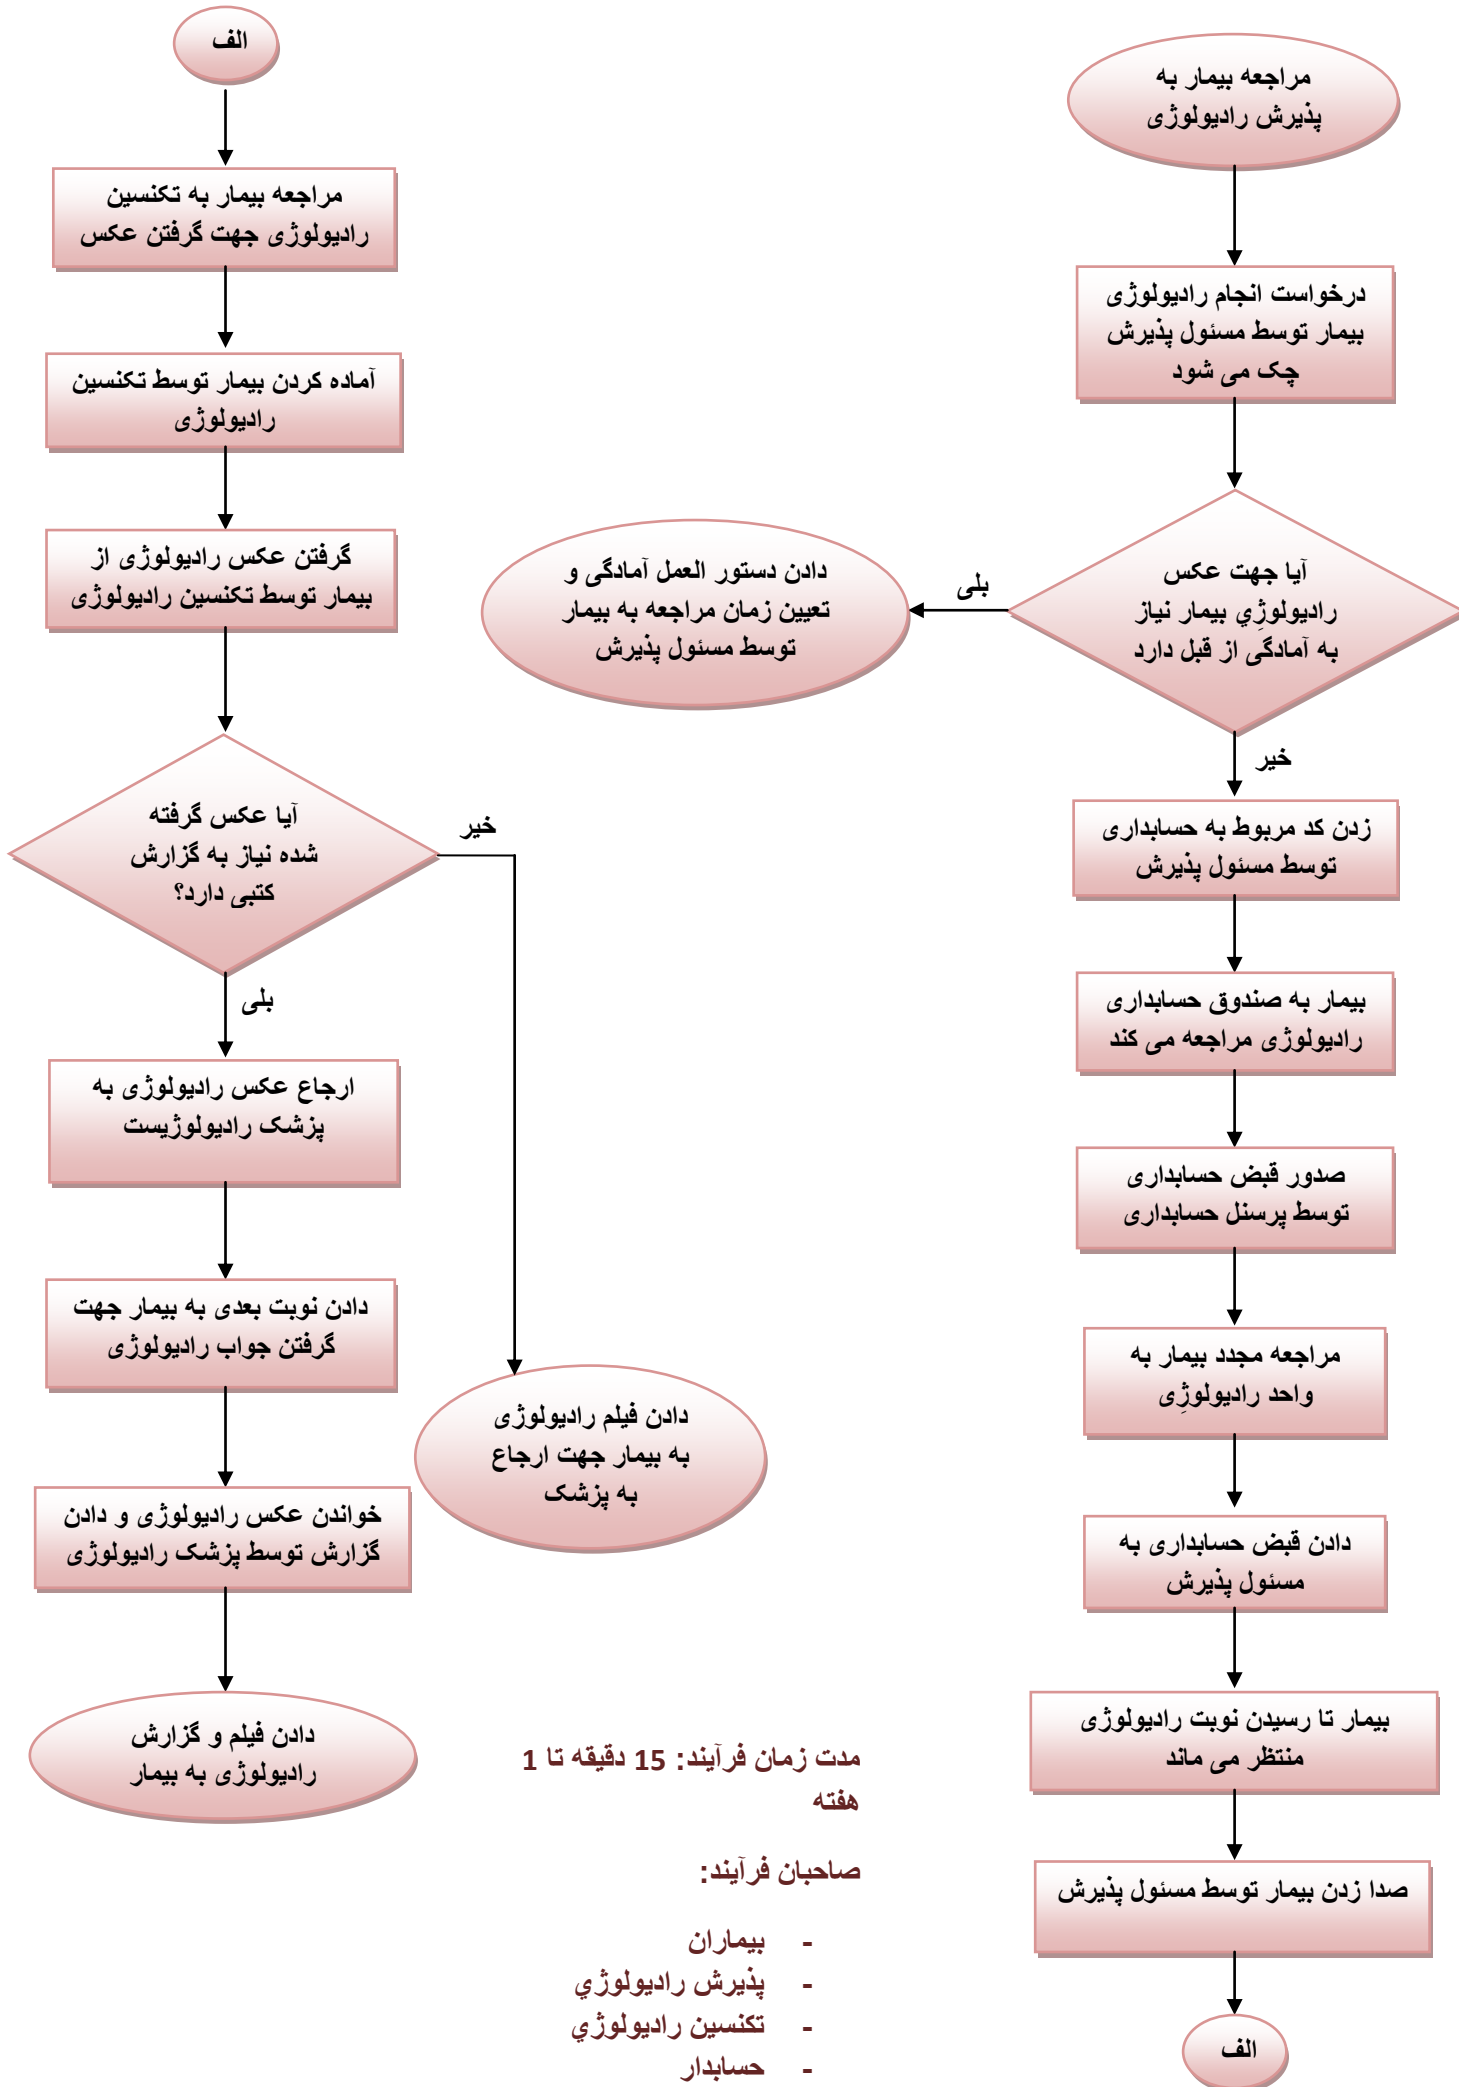 مراجعه بیمار به
پذیرش رادیولوژی
درخواست انجام رادیولوژی
بیمار توسط مسئول پذیرش
چک می شود
آیا جهت عکس
رادیولوژِي بیمار نیاز
به آمادگی از قبل دارد
بلی
دادن دستور العمل آمادگی و
تعیین زمان مراجعه به بیمار
توسط مسئول پذیرش
خیر
زدن کد مربوط به حسابداری
توسط مسئول پذیرش
بیمار به صندوق حسابداری
رادیولوژی مراجعه می کند
صدور قبض حسابداری
توسط پرسنل حسابداری
مراجعه مجدد بیمار به
واحد رادیولوژِی
دادن قبض حسابداری به
مسئول پذیرش
بیمار تا رسیدن نوبت رادیولوژی
منتظر می ماند
صدا زدن بیمار توسط مسئول پذیرش
الف
الف
مراجعه بیمار به تکنسین
رادیولوژی جهت گرفتن عکس
آماده کردن بیمار توسط تکنسین
رادیولوژی
گرفتن عکس رادیولوژی از
بیمار توسط تکنسین رادیولوژی
آیا عکس گرفته
شده نیاز به گزارش
کتبی دارد؟
خیر
بلی
ارجاع عکس رادیولوژی به
پزشک رادیولوژیست
دادن نوبت بعدی به بیمار جهت
گرفتن جواب رادیولوژی
خواندن عکس رادیولوژی و دادن
گزارش توسط پزشک رادیولوژی
دادن فیلم و گزارش
رادیولوژی به بیمار
دادن فیلم رادیولوژی
به بیمار جهت ارجاع
به پزشک
مدت زمان فرآیند: 15 دقیقه تا 1
هفته
صاحبان فرآیند:
- بیماران
- پذیرش رادیولوژي
- تکنسین رادیولوژي
- حسابدار